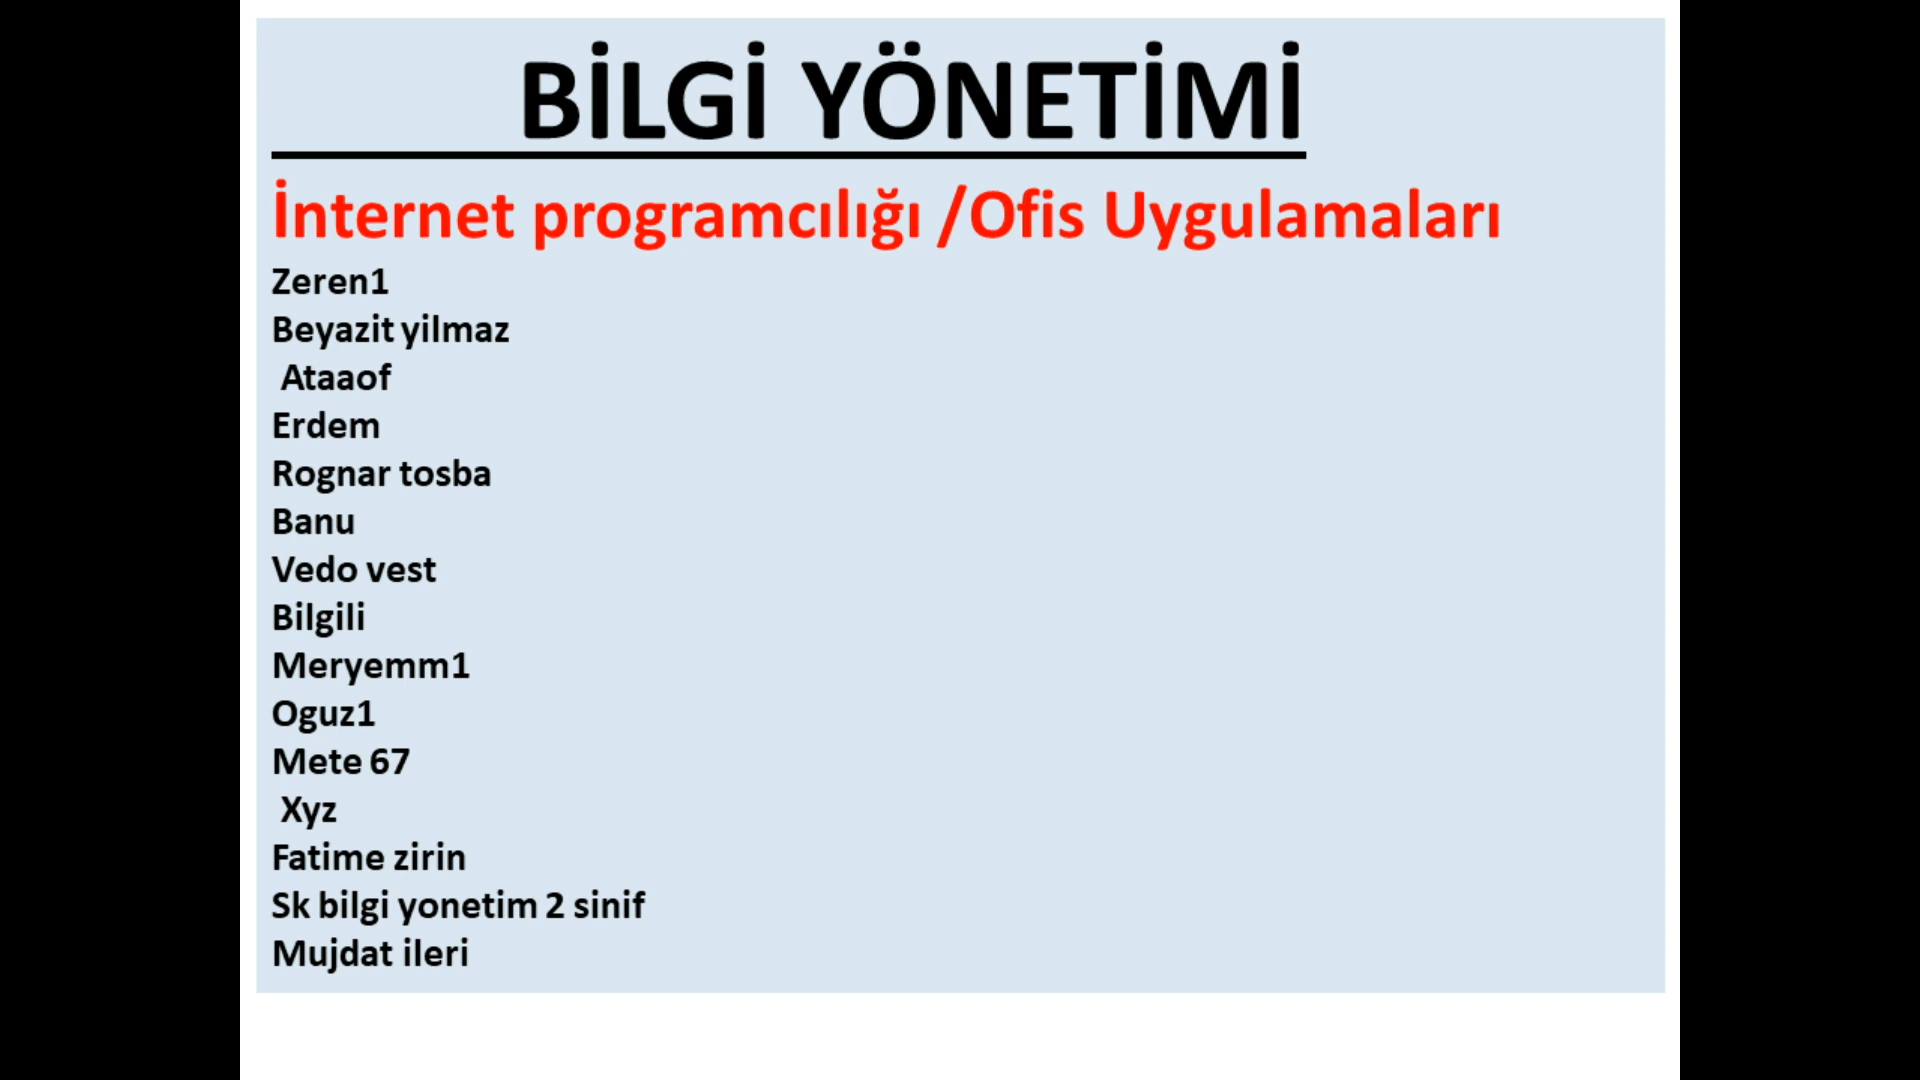 BİLGİ YÖNETİMİ
İnternet programcılığı /Ofis Uygulamaları
Zeren1
Beyazit yilmaz
Ataaof
Erdem
Rognar tosba
Banu
Vedo vest
Bilgili
Meryemm1
Oguz1
Mete 67
Xyz
Fatime zirin
Sk bilgi yonetim 2 sinif
Mujdat ileri